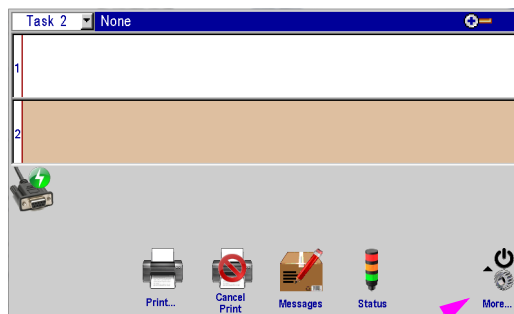 Task 2 None
1
2
Print...
Cancel
Print
Messages
Status
More...